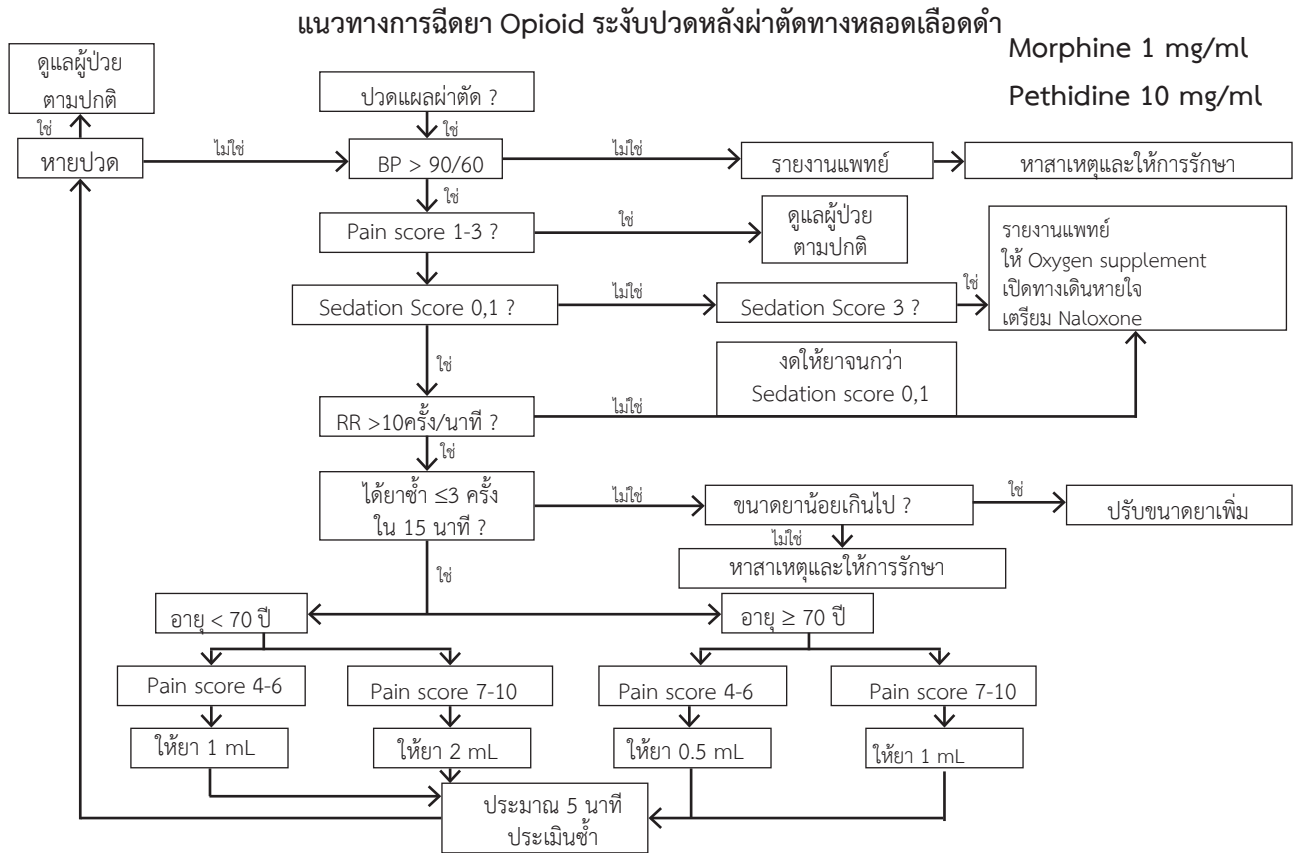 แนวทางการฉีดยา Opioid ระงับปวดหลังผ่าตัดทางหลอดเลือดดำ
Morphine 1 mg/ml
Pethidine 10 mg/ml
ดูแลผู้ป่วย
ตามปกติ
ปวดแผลผ่าตัด ?
ใช่
ใช่
หายปวด
ไม่ใช่
BP > 90/60
ไม่ใช่
รายงานแพทย์
หาสาเหตุและให้การรักษา
ใช่
Pain score 1-3 ?
ใช่
ดูแลผู้ป่วย
ตามปกติ
รายงานแพทย์
ให้ Oxygen supplement
เปิดทางเดินหายใจ
เตรียม Naloxone
Sedation Score 0,1 ?
ไม่ใช่
Sedation Score 3 ?
ใช่
ใช่
งดให้ยาจนกว่า
Sedation score 0,1
RR >10ครั้ง/นาที ?
ไม่ใช่
ใช่
ได้ยาซ้ำ ≤3 ครั้ง
ใน 15 นาที ?
ไม่ใช่
ขนาดยาน้อยเกินไป ?
ใช่
ปรับขนาดยาเพิ่ม
ไม่ใช่
หาสาเหตุและให้การรักษา
ใช่
อายุ < 70 ปี
อายุ ≥ 70 ปี
Pain score 4-6
Pain score 7-10
Pain score 4-6
Pain score 7-10
ให้ยา 1 mL
ให้ยา 2 mL
ให้ยา 0.5 mL
ให้ยา 1 mL
ประมาณ 5 นาที
ประเมินซ้ำ